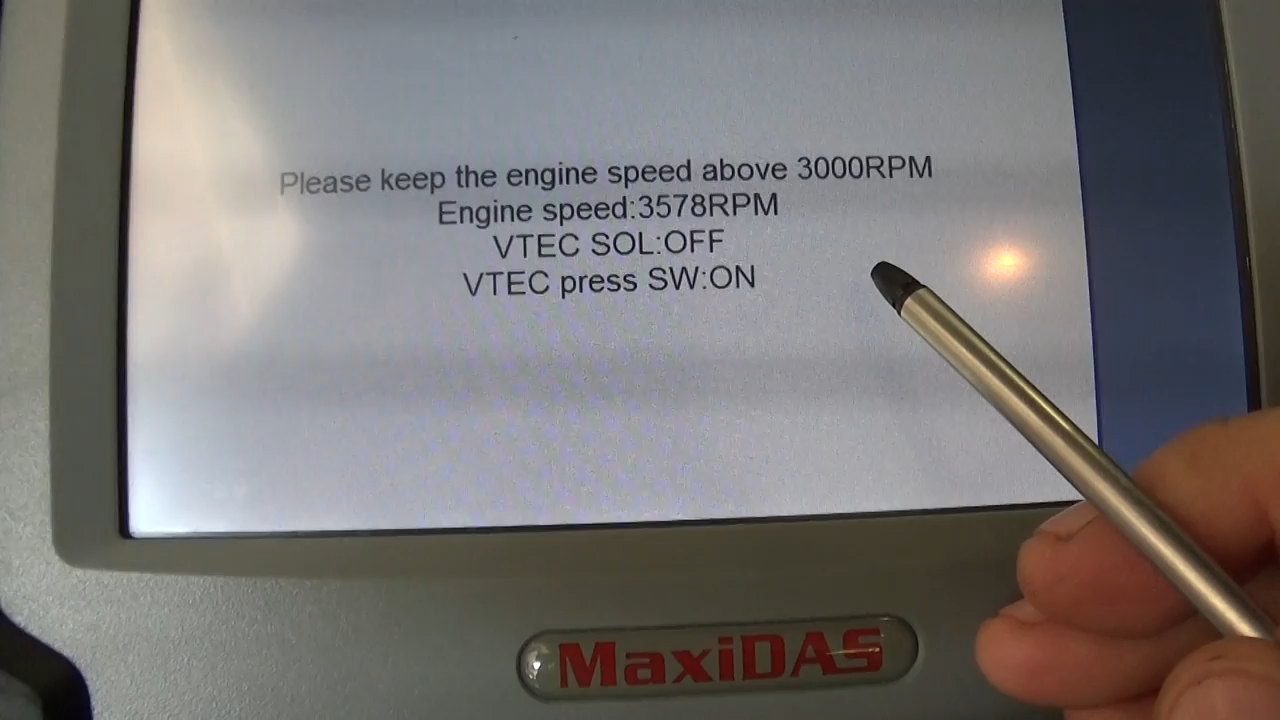 Please keep the engine speed above 3000RPM
Engine speed:3578RPM
VTEC SOL:OFF
VTEC press SW:ON
MaxiDAS